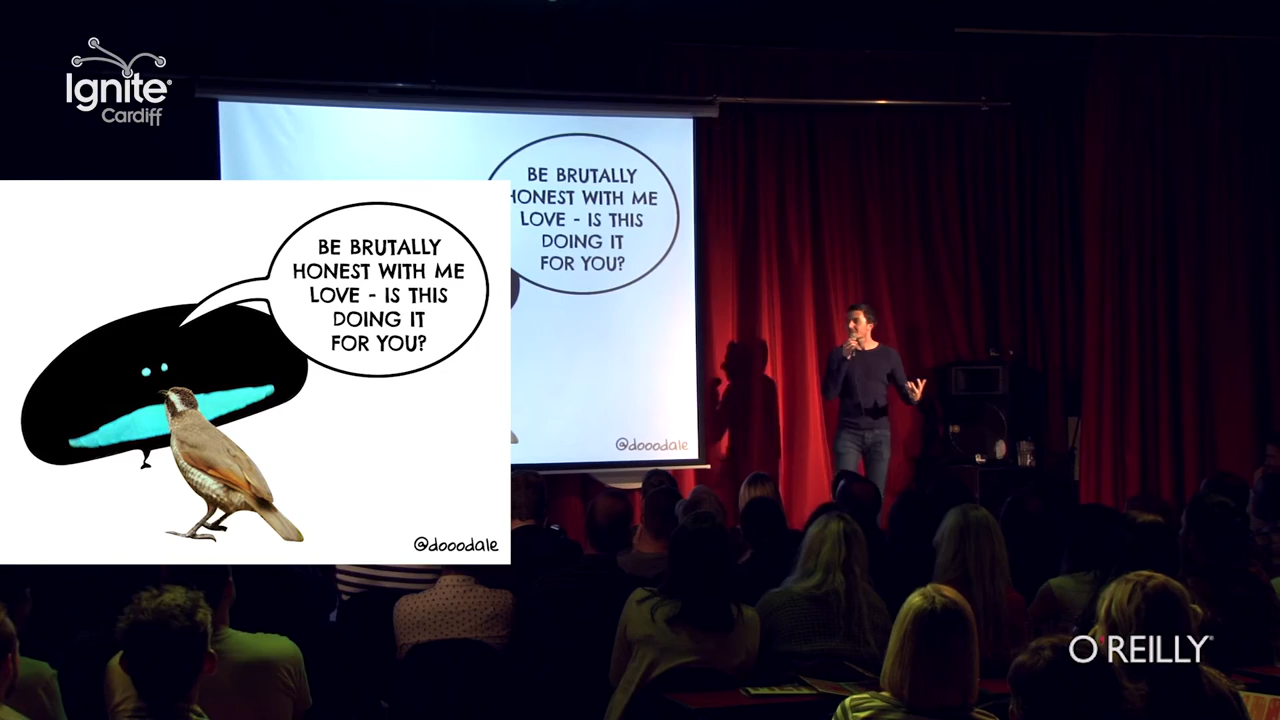 Ignite
Cardiff
BE BRUTALLY
HONEST WITH ME
LOVE - IS THIS
DOING IT
FOR YOU?
@dooodale
BE BRUTALLY
HONEST WITH ME
LOVE - IS THIS
DOING IT
FOR YOU?
@dooodale
O'REILLY